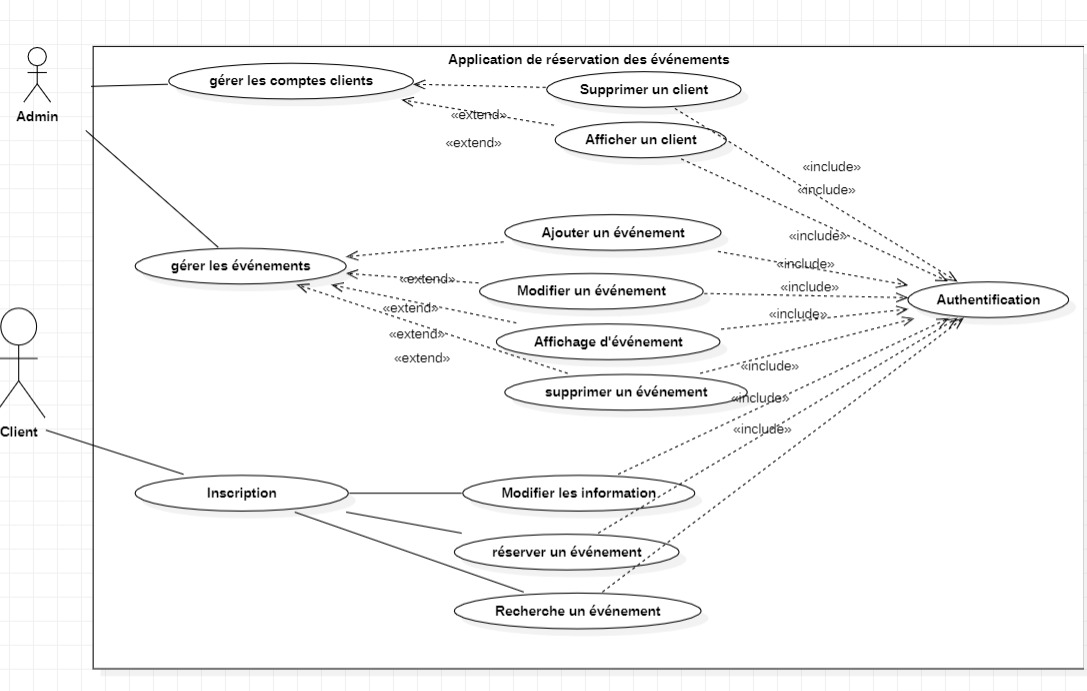 Application de réservation des événements
Admin
gérer les comptes clients
Supprimer un client
«extend»
Afficher un client
«extend»
«include»
«include»
Ajouter un événement
«include»
gérer les événements
«include»
«extend»
Modifier un événement
«include»
Authentification
«extend»
«include»
«extend»
Affichage d'événement
«extend»
«include»
supprimer un événement
«include»
Client
«include»
Inscription
Modifier les information
réserver un événement
Recherche un événement